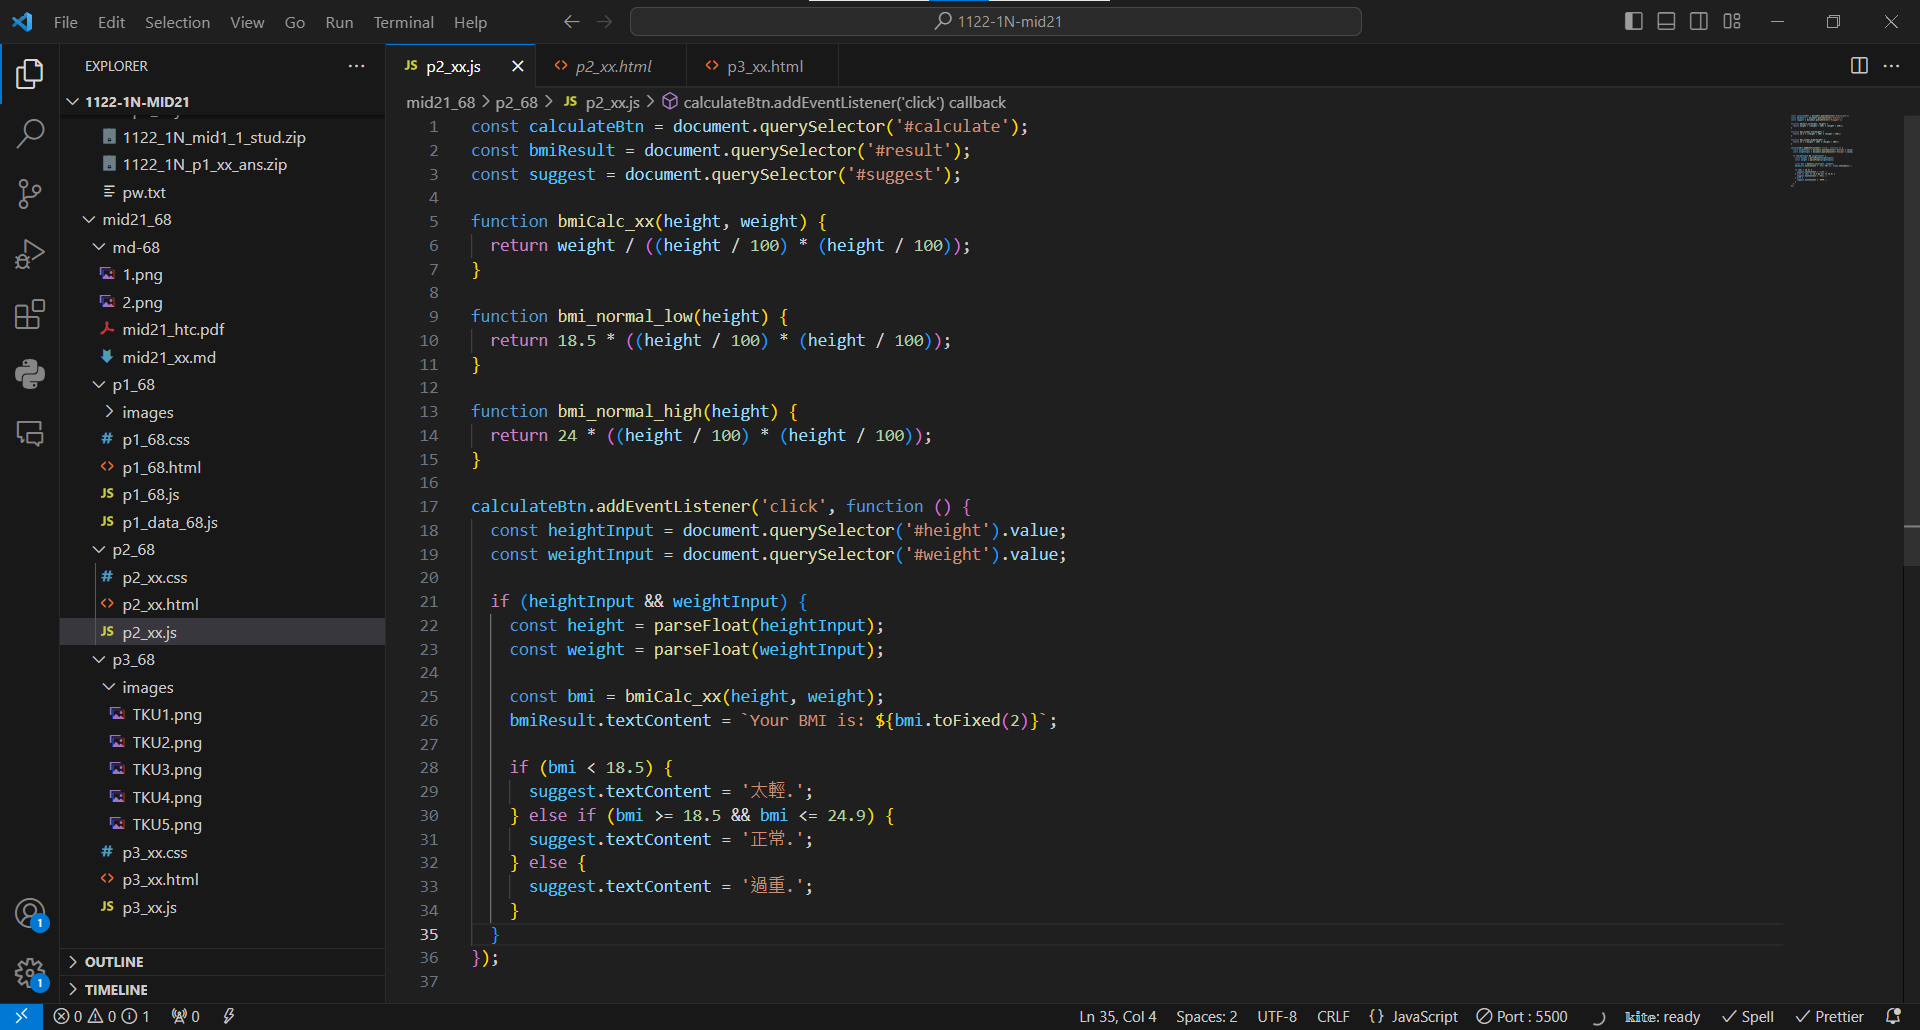 File Edit Selection View Go Run Terminal Help
1122-1N-mid21
EXPLORER
1122-1N-MID21
1122_1N_mid1_1_stud.zip
1122_1N_p1_xx_ans.zip
pw.txt
mid21_68
md-68
1.png
2.png
mid21_htc.pdf
mid21_xx.md
p1_68
images
p1_68.css
p1_68.html
p1_68.js
p1_data_68.js
p2_68
p2_xx.css
p2_xx.html
p2_xx.js
p3_68
images
TKU1.png
TKU2.png
TKU3.png
TKU4.png
TKU5.png
p3_xx.css
p3_xx.html
p3_xx.js
OUTLINE
TIMELINE
JS p2_xx.js p2_xx.html p3_xx.html
mid21_68 > p2_68 > JS p2_xx.js > calculateBtn.addEventListener('click') callback
1 const calculateBtn = document.querySelector('#calculate');
2 const bmiResult = document.querySelector('#result');
3 const suggest = document.querySelector('#suggest');
4
5 function bmiCalc_xx(height, weight) {
6 return weight / ((height / 100) * (height / 100));
7 }
8
9 function bmi_normal_low(height) {
10 return 18.5 * ((height / 100) * (height / 100));
11 }
12
13 function bmi_normal_high(height) {
14 return 24 * ((height / 100) * (height / 100));
15 }
16
17 calculateBtn.addEventListener('click', function () {
18 const heightInput = document.querySelector('#height').value;
19 const weightInput = document.querySelector('#weight').value;
20
21 if (heightInput && weightInput) {
22 const height = parseFloat(heightInput);
23 const weight = parseFloat(weightInput);
24
25 const bmi = bmiCalc_xx(height, weight);
26 bmiResult.textContent = `Your BMI is: ${bmi.toFixed(2)}`;
27
28 if (bmi < 18.5) {
29 suggest.textContent = '太輕.';
30 } else if (bmi >= 18.5 && bmi <= 24.9) {
31 suggest.textContent = '正常.';
32 } else {
33 suggest.textContent = '過重.';
34 }
35 }
36 });
37
0 0 1 0 Ln 35, Col 4 Spaces: 2 UTF-8 CRLF {} JavaScript Port : 5500 kite: ready Spell Prettier